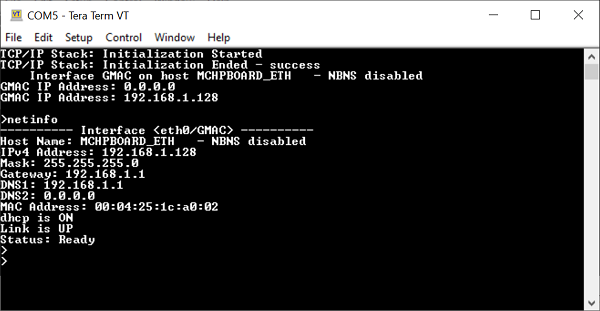 VT COM5 - Tera Term VT
File Edit Setup Control Window Help
TCP/IP Stack: Initialization Started
TCP/IP Stack: Initialization Ended - success
    Interface GMAC on host MCHPBOARD_ETH   - NBNS disabled
GMAC IP Address: 0.0.0.0
GMAC IP Address: 192.168.1.128
>netinfo
---------- Interface <eth0/GMAC> ----------
Host Name: MCHPBOARD_ETH   - NBNS disabled
IPv4 Address: 192.168.1.128
Mask: 255.255.255.0
Gateway: 192.168.1.1
DNS1: 192.168.1.1
DNS2: 0.0.0.0
MAC Address: 00:04:25:1c:a0:02
dhcp is ON
Link is UP
Status: Ready
>
>